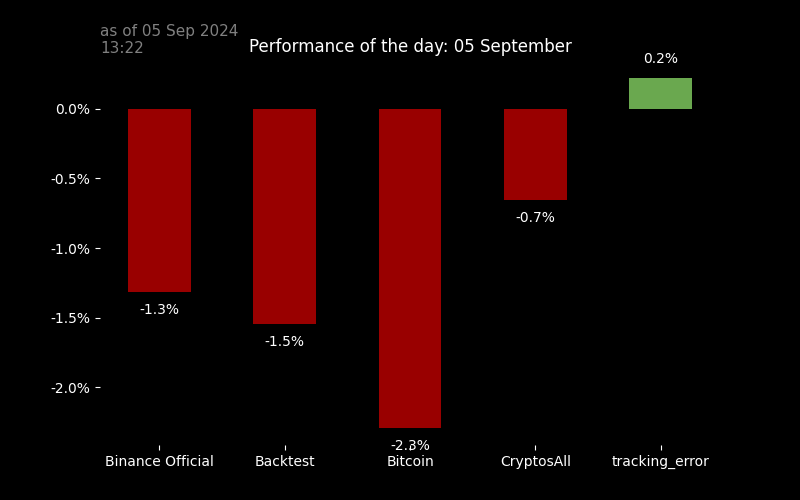 as of 05 Sep 2024
13:22
Performance of the day: 05 September
0.2%
0.0%
-0.5%
-0.7%
-1.0%
-1.3%
-1.5%
-1.5%
-2.0%
-2.3%
Binance Official
Backtest
Bitcoin
CryptosAll
tracking_error